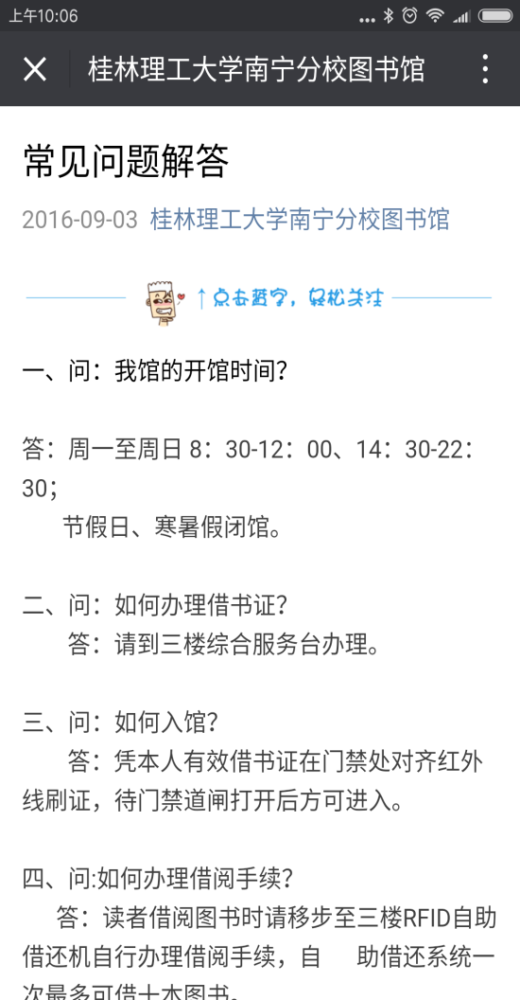 上午10:06
桂林理工大学南宁分校图书馆
常见问题解答
2016-09-03 桂林理工大学南宁分校图书馆
↑点击蓝字，轻松关注
一、问：我馆的开馆时间？
答：周一至周日 8：30-12：00、14：30-22：
30；
节假日、寒暑假闭馆。
二、问：如何办理借书证？
答：请到三楼综合服务台办理。
三、问：如何入馆？
答：凭本人有效借书证在门禁处对齐红外
线刷证，待门禁道闸打开后方可进入。
四、问:如何办理借阅手续？
答：读者借阅图书时请移步至三楼RFID自助
借还机自行办理借阅手续，自 助借还系统一
次最多可借十本图书。